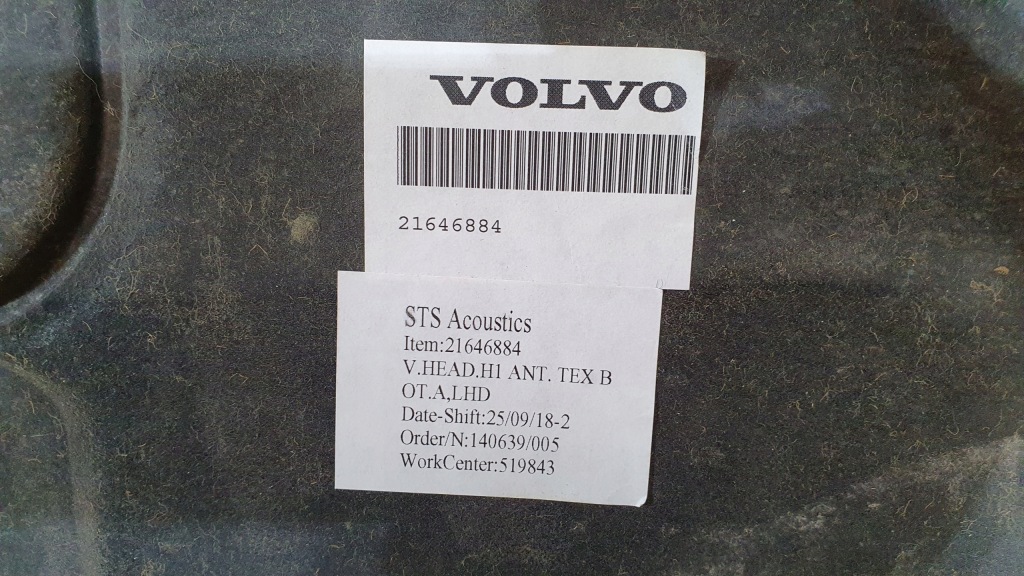 VOLVO
21646884
STS Acoustics
Item:21646884
V.HEAD.H1 ANT. TEX B
OT.A,LHD
Date-Shift:25/09/18-2
Order/N:140639/005
WorkCenter:519843